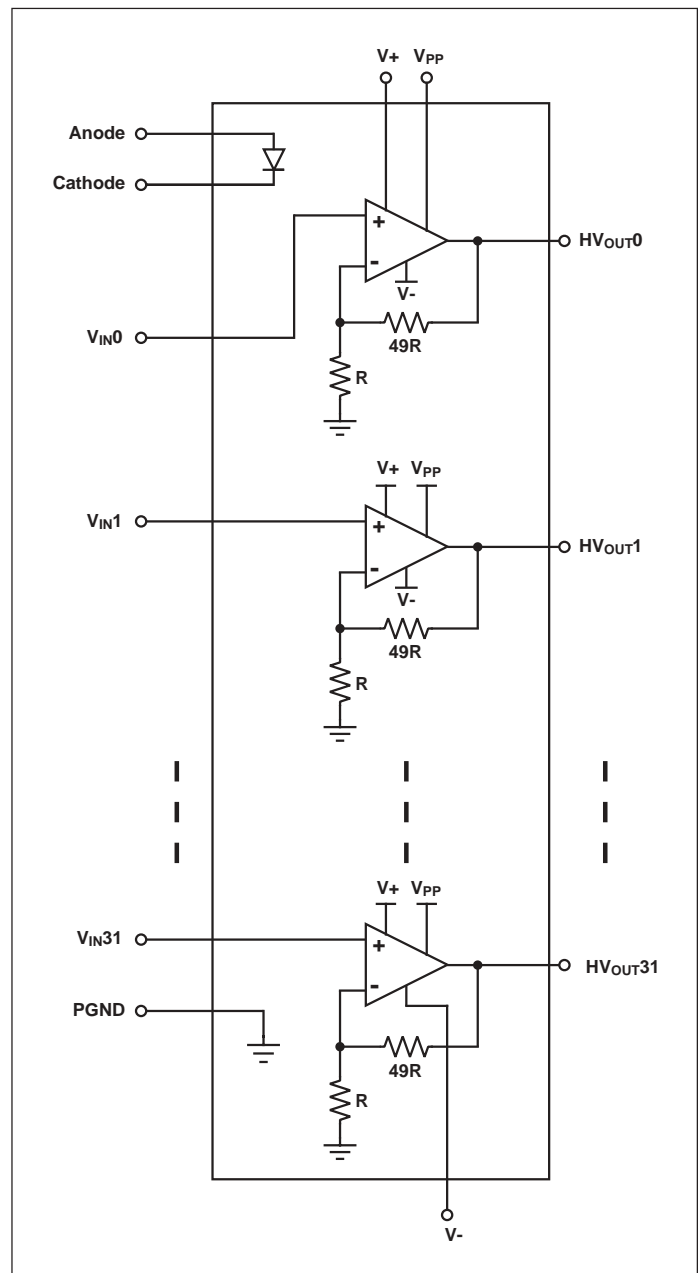 V+ VPP
Anode
Cathode
+
HVOUT0
-
V-
VIN0
49R
R
V+ VPP
VIN1
+
HVOUT1
-
V-
49R
R
V+ VPP
VIN31
+
HVOUT31
-
PGND
49R
R
V-